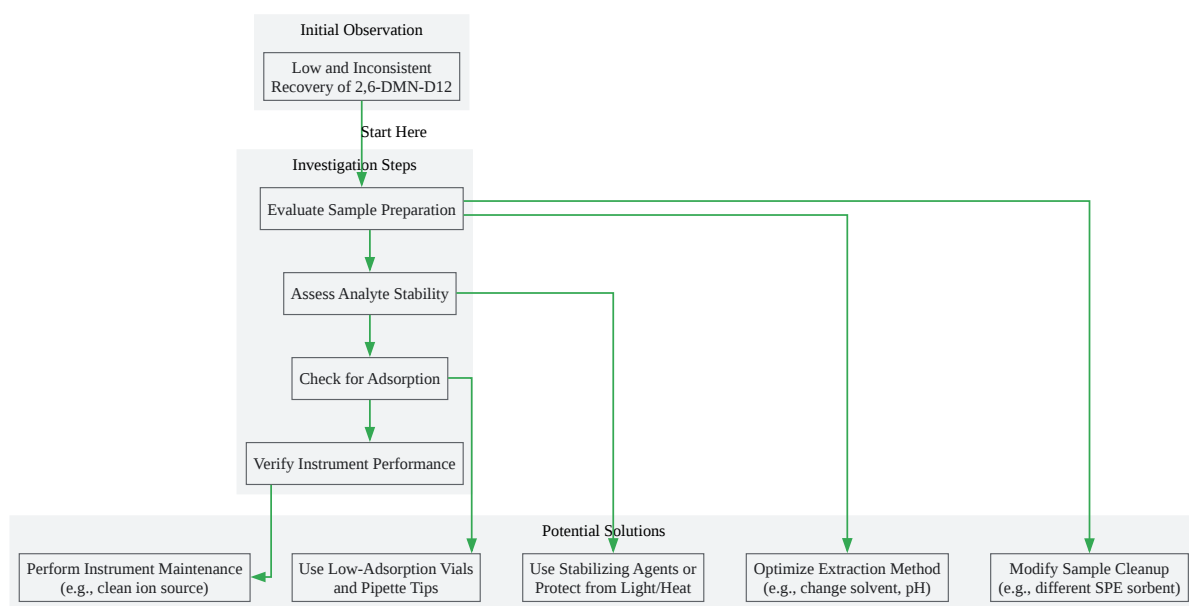 Initial Observation
Low and Inconsistent
Recovery of 2,6-DMN-D12
Start Here
Investigation Steps
Evaluate Sample Preparation
Assess Analyte Stability
Check for Adsorption
Verify Instrument Performance
Potential Solutions
Perform Instrument Maintenance
(e.g., clean ion source)
Use Low-Adsorption Vials
and Pipette Tips
Use Stabilizing Agents or
Protect from Light/Heat
Optimize Extraction Method
(e.g., change solvent, pH)
Modify Sample Cleanup
(e.g., different SPE sorbent)